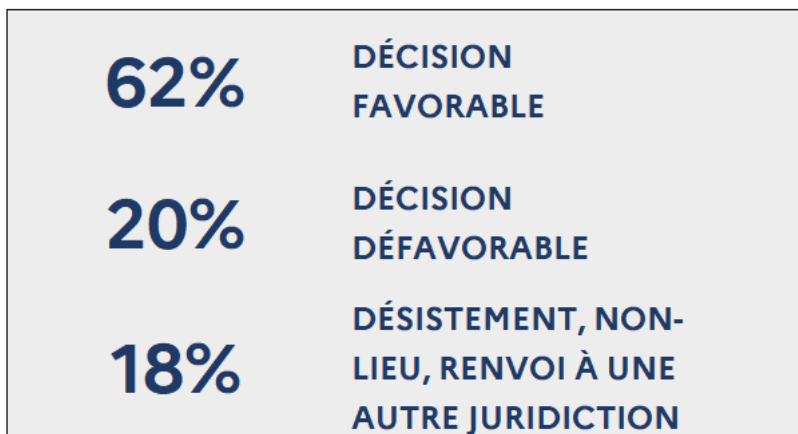 62%
DÉCISION
FAVORABLE
20%
DÉCISION
DÉFAVORABLE
18%
DÉSISTEMENT, NON-
LIEU, RENVOI À UNE
AUTRE JURIDICTION